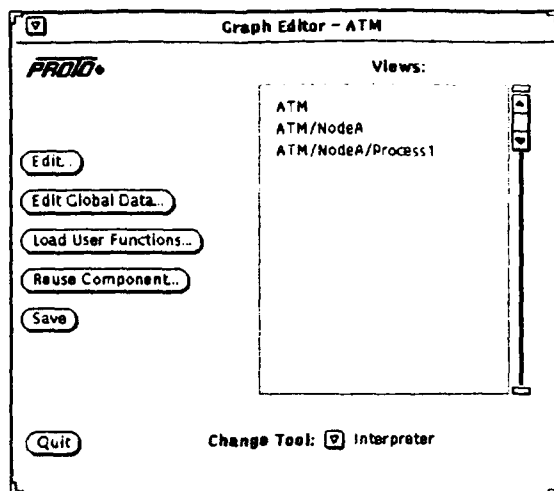 Graph Editor - ATM
PROTO+
Views:
ATM
ATM/NodeA
ATM/NodeA/Process1
Edit...
Edit Global Data...
Load User Functions...
Reuse Component...
Save
Quit
Change Tool: Interpreter